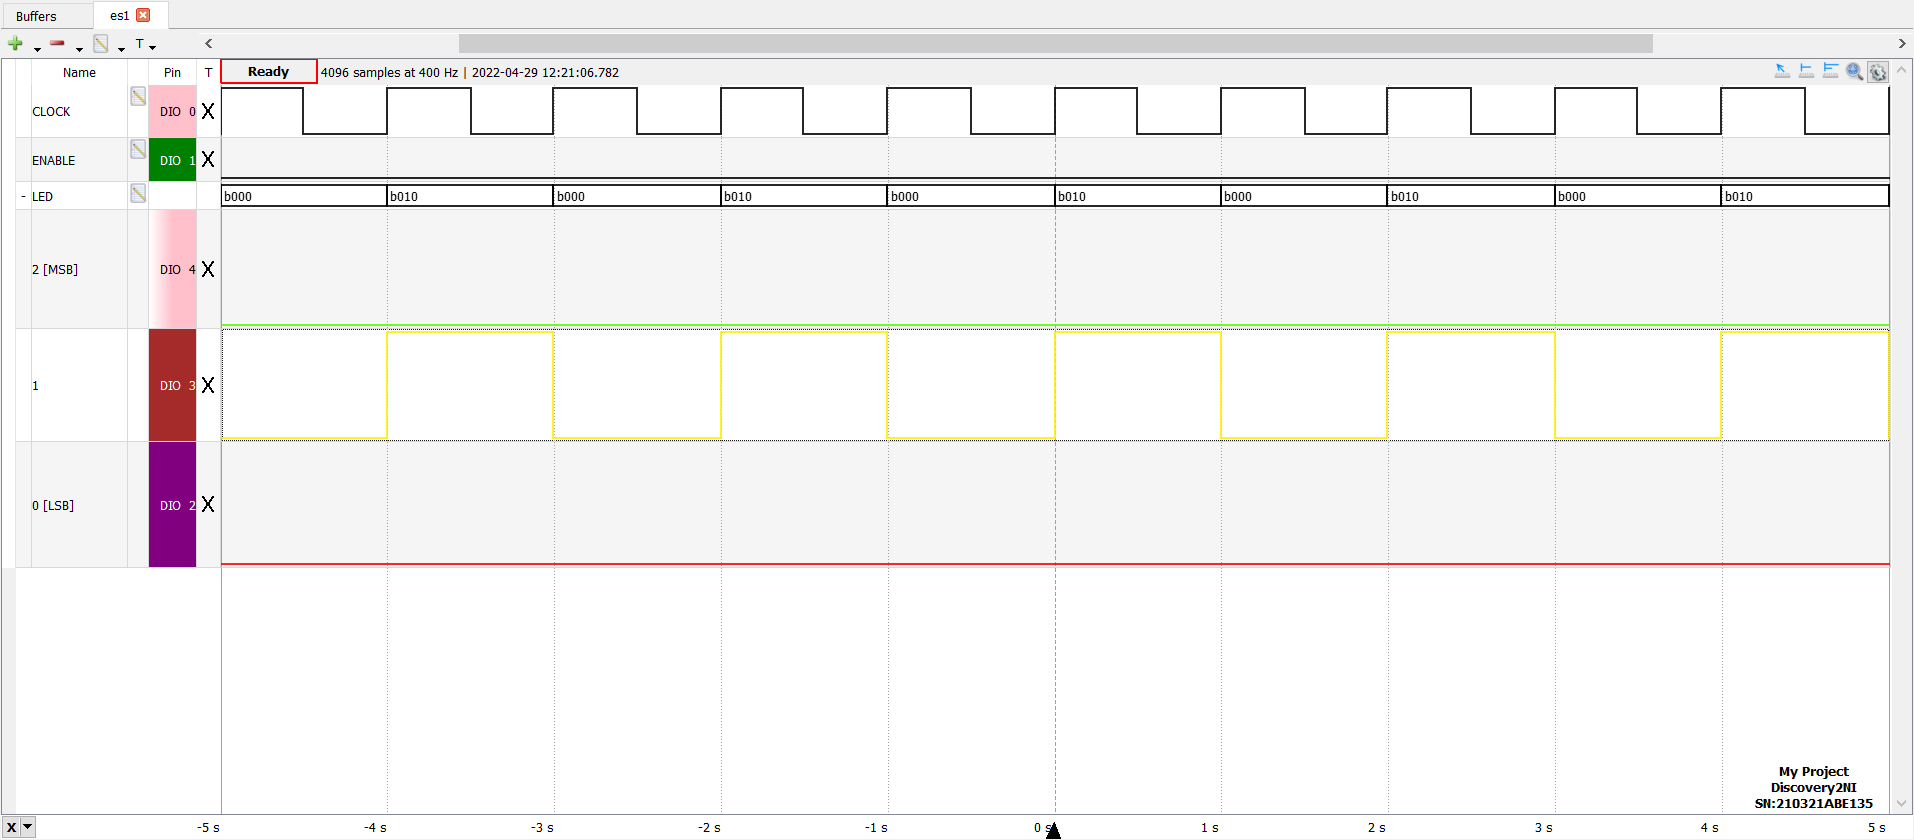 Buffers es1
T
Name Pin T Ready 4096 samples at 400 Hz | 2022-04-29 12:21:06.782
CLOCK DIO 0 X
ENABLE DIO 1 X
- LED b000 b010 b000 b010 b000 b010 b000 b010 b000 b010
2 [MSB] DIO 4 X
1 DIO 3 X
0 [LSB] DIO 2 X
My Project
Discovery2NI
SN:210321ABE135
X -5 s -4 s -3 s -2 s -1 s 0 s 1 s 2 s 3 s 4 s 5 s